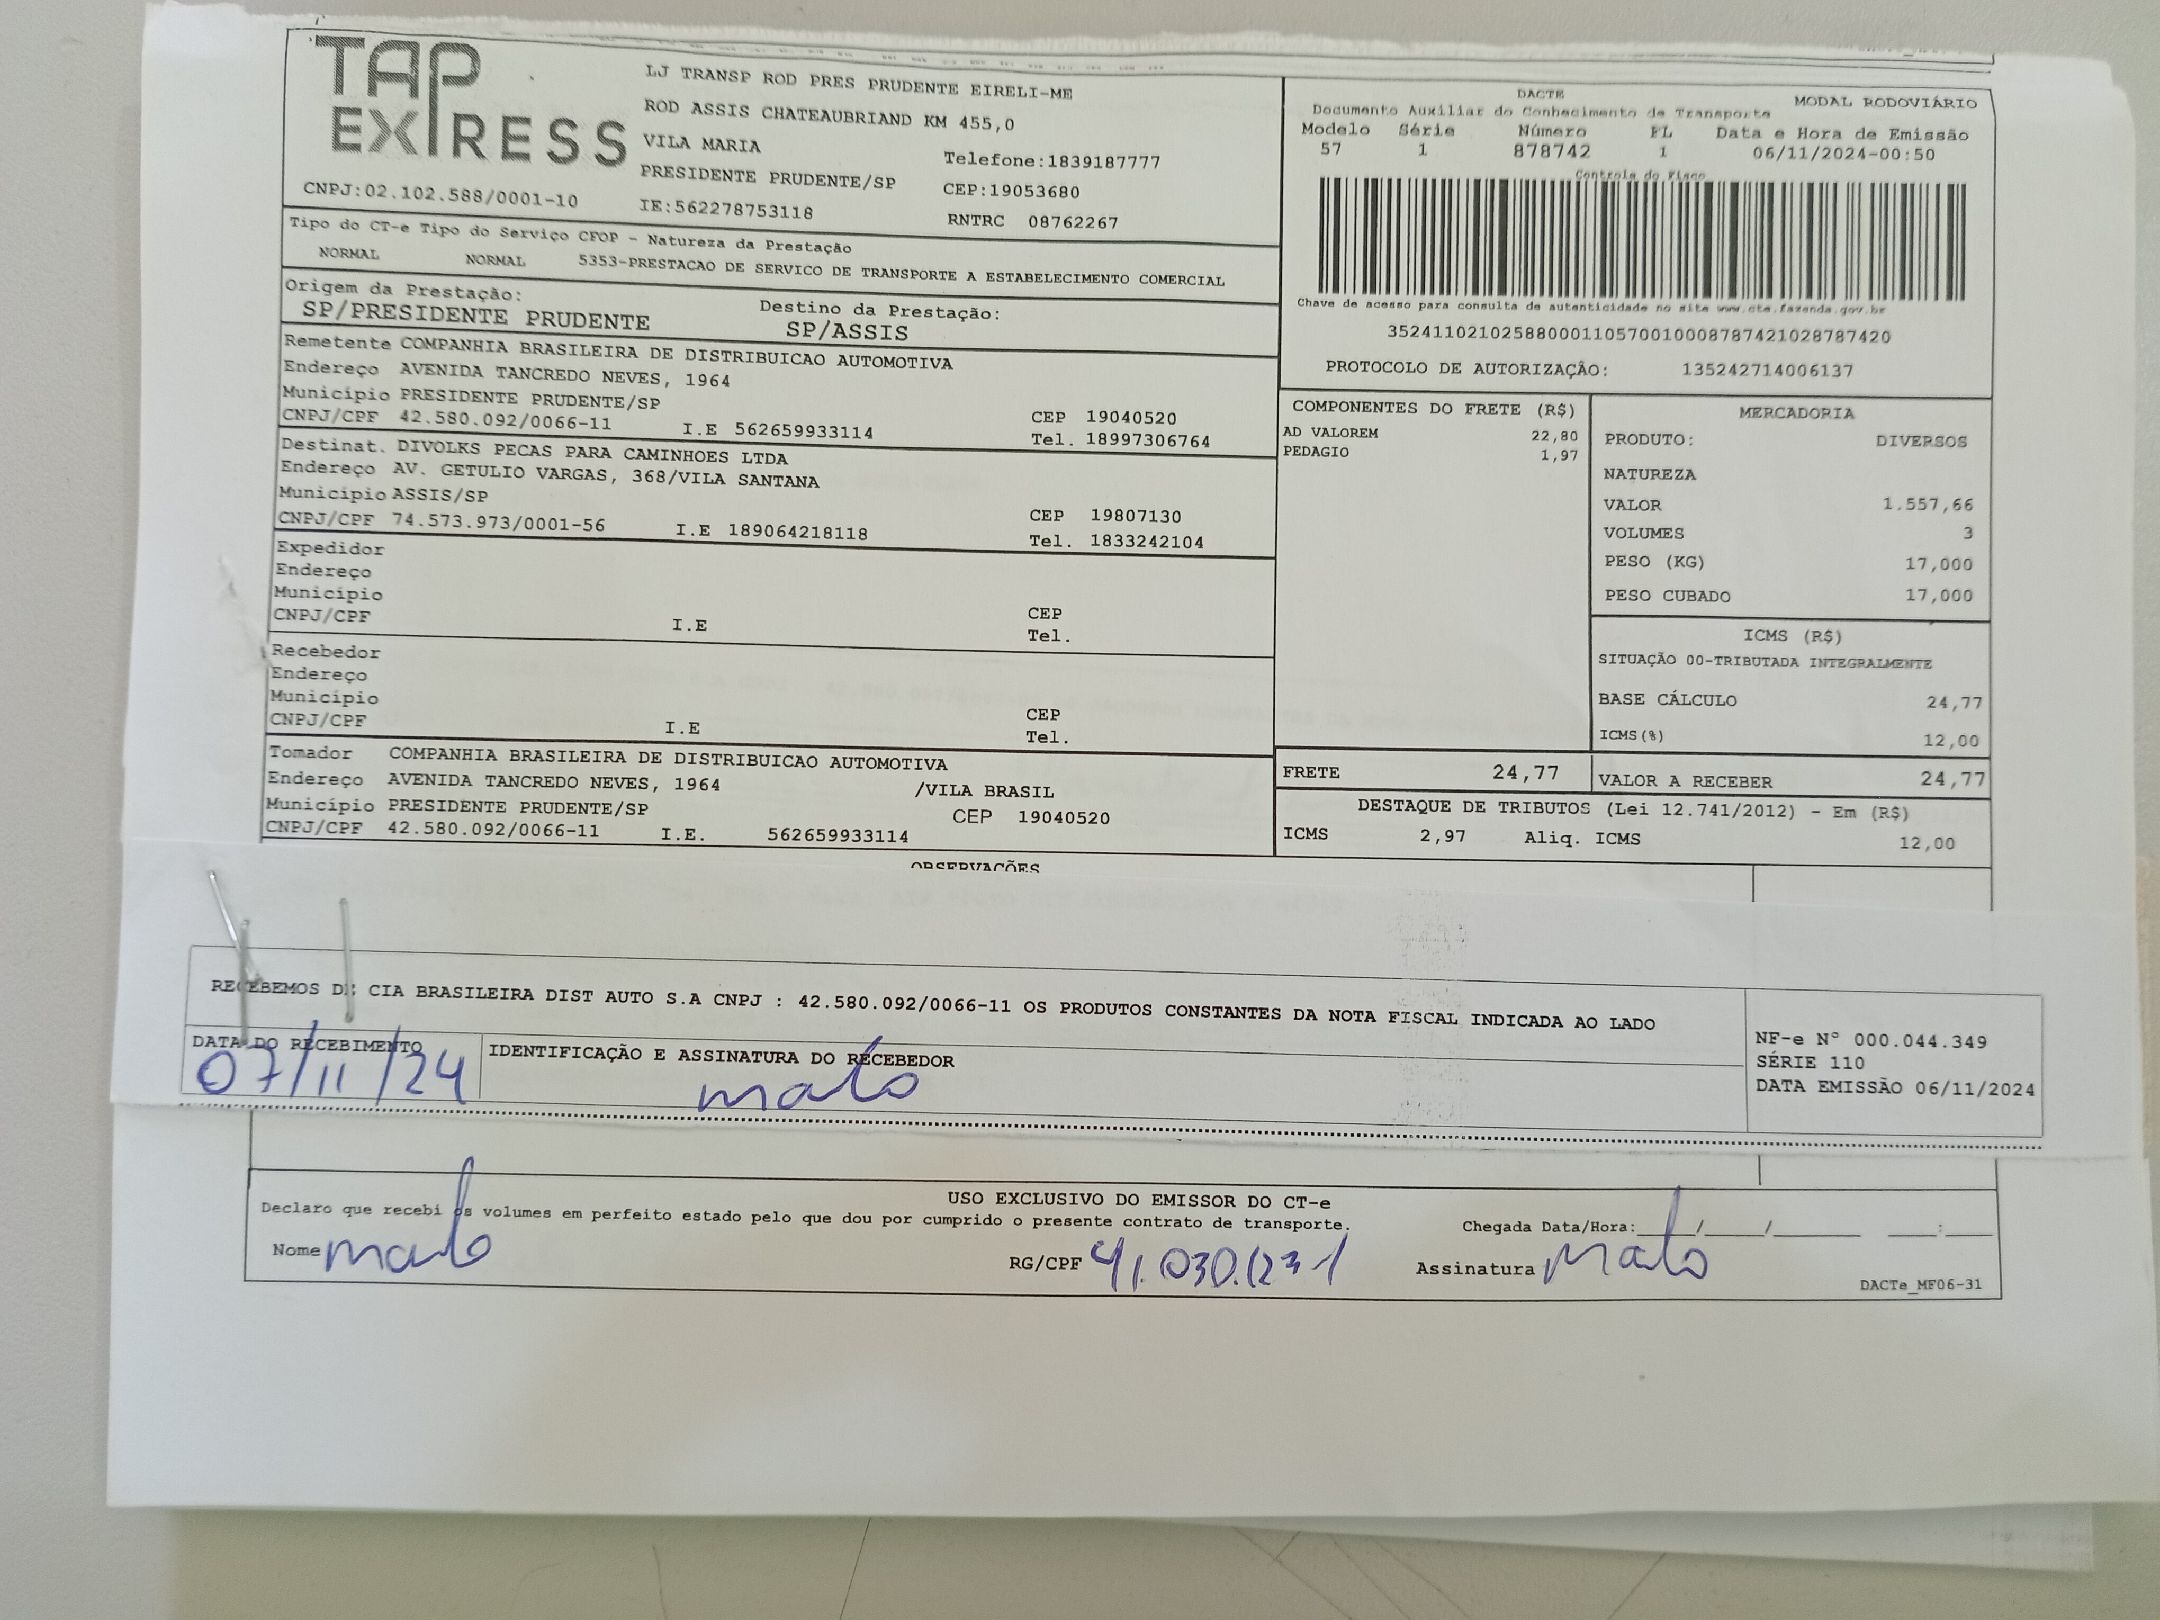 TAP
EXPRESS
LJ TRANSP ROD PRES PRUDENTE EIRELI-ME
ROD ASSIS CHATEAUBRIAND KM 455,0
VILA MARIA
Telefone:1839187777
PRESIDENTE PRUDENTE/SP
CEP:19053680
CNPJ:02.102.588/0001-10
IE:562278753118
RNTRC 08762267
DACTE
Documento Auxiliar do Conhecimento de Transporte
MODAL RODOVIÁRIO
Modelo Série Número FL Data e Hora de Emissão
57 1 878742 1 06/11/2024-00:50
Controle do Fisco
Chave de acesso para consulta de autenticidade no site www.cte.fazenda.gov.br
35241102102588000110570010008787421028787420
PROTOCOLO DE AUTORIZAÇÃO: 135242714006137
Tipo do CT-e Tipo do Serviço CFOP - Natureza da Prestação
NORMAL NORMAL 5353-PRESTACAO DE SERVICO DE TRANSPORTE A ESTABELECIMENTO COMERCIAL
Origem da Prestação: Destino da Prestação:
SP/PRESIDENTE PRUDENTE SP/ASSIS
Remetente COMPANHIA BRASILEIRA DE DISTRIBUICAO AUTOMOTIVA
Endereço AVENIDA TANCREDO NEVES, 1964
Município PRESIDENTE PRUDENTE/SP CEP 19040520
CNPJ/CPF 42.580.092/0066-11 I.E 562659933114 Tel. 18997306764
Destinat. DIVOLKS PECAS PARA CAMINHOES LTDA
Endereço AV. GETULIO VARGAS, 368/VILA SANTANA
Município ASSIS/SP CEP 19807130
CNPJ/CPF 74.573.973/0001-56 I.E 189064218118 Tel. 1833242104
Expedidor
Endereço
Município CEP
CNPJ/CPF I.E Tel.
Recebedor
Endereço
Município CEP
CNPJ/CPF I.E Tel.
Tomador COMPANHIA BRASILEIRA DE DISTRIBUICAO AUTOMOTIVA
Endereço AVENIDA TANCREDO NEVES, 1964 /VILA BRASIL
Município PRESIDENTE PRUDENTE/SP CEP 19040520
CNPJ/CPF 42.580.092/0066-11 I.E. 562659933114
COMPONENTES DO FRETE (R$)
AD VALOREM 22,80
PEDAGIO 1,97
MERCADORIA
PRODUTO: DIVERSOS
NATUREZA
VALOR 1.557,66
VOLUMES 3
PESO (KG) 17,000
PESO CUBADO 17,000
ICMS (R$)
SITUAÇÃO 00-TRIBUTADA INTEGRALMENTE
BASE CÁLCULO 24,77
ICMS(%) 12,00
FRETE 24,77 VALOR A RECEBER 24,77
DESTAQUE DE TRIBUTOS (Lei 12.741/2012) - Em (R$)
ICMS 2,97 Aliq. ICMS 12,00
OBSERVAÇÕES
RECEBEMOS DE CIA BRASILEIRA DIST AUTO S.A CNPJ : 42.580.092/0066-11 OS PRODUTOS CONSTANTES DA NOTA FISCAL INDICADA AO LADO
DATA DO RECEBIMENTO IDENTIFICAÇÃO E ASSINATURA DO RECEBEDOR
07/11/24
NF-e Nº 000.044.349
SÉRIE 110
DATA EMISSÃO 06/11/2024
USO EXCLUSIVO DO EMISSOR DO CT-e
Declaro que recebi os volumes em perfeito estado pelo que dou por cumprido o presente contrato de transporte. Chegada Data/Hora:____/____/______ ____:____
Nome RG/CPF 41.030.123-1 Assinatura
DACTe_MF06-31